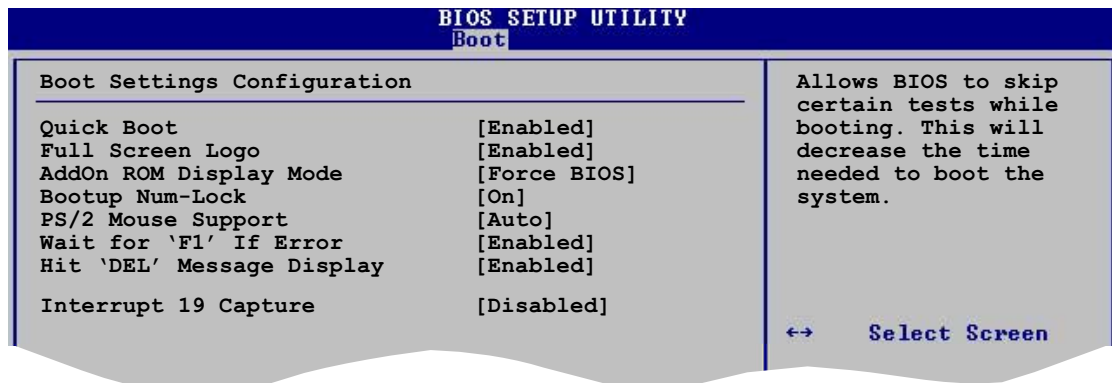 BIOS SETUP UTILITY
Boot
Boot Settings Configuration
Quick Boot [Enabled]
Full Screen Logo [Enabled]
AddOn ROM Display Mode [Force BIOS]
Bootup Num-Lock [On]
PS/2 Mouse Support [Auto]
Wait for ‘F1’ If Error [Enabled]
Hit ‘DEL’ Message Display [Enabled]
Interrupt 19 Capture [Disabled]
Allows BIOS to skip
certain tests while
booting. This will
decrease the time
needed to boot the
system.
←→ Select Screen